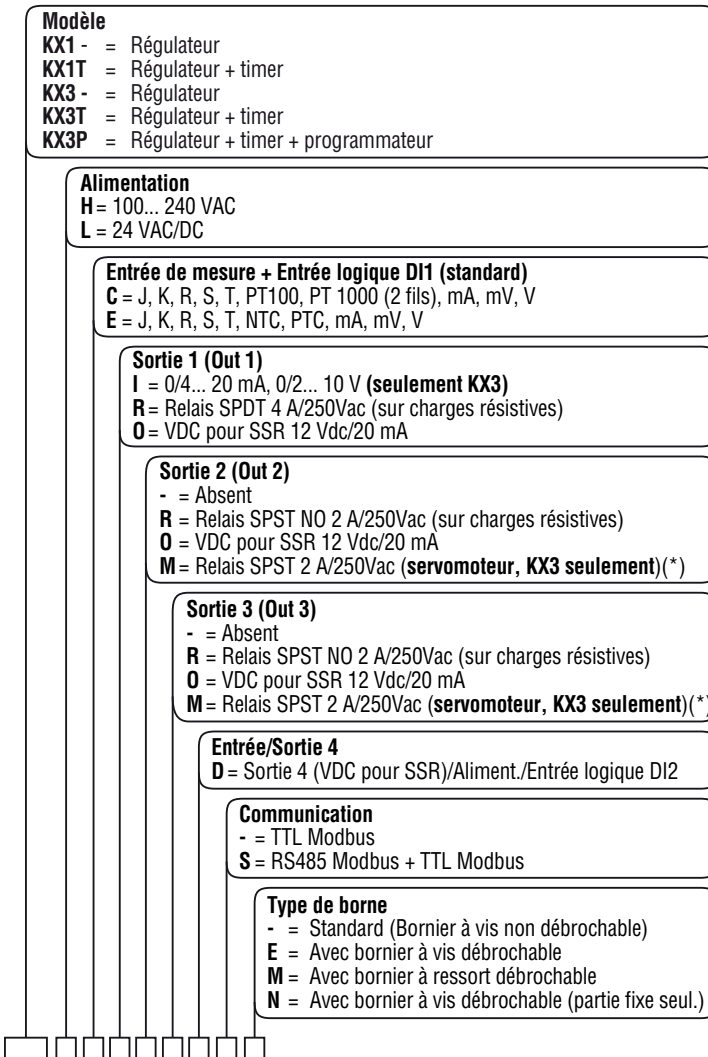 Modèle
KX1 - = Régulateur
KX1T = Régulateur + timer
KX3 - = Régulateur
KX3T = Régulateur + timer
KX3P = Régulateur + timer + programmateur
Alimentation
H = 100... 240 VAC
L = 24 VAC/DC
Entrée de mesure + Entrée logique DI1 (standard)
C = J, K, R, S, T, PT100, PT 1000 (2 fils), mA, mV, V
E = J, K, R, S, T, NTC, PTC, mA, mV, V
Sortie 1 (Out 1)
I = 0/4... 20 mA, 0/2... 10 V (seulement KX3)
R = Relais SPDT 4 A/250Vac (sur charges résistives)
O = VDC pour SSR 12 Vdc/20 mA
Sortie 2 (Out 2)
- = Absent
R = Relais SPST NO 2 A/250Vac (sur charges résistives)
O = VDC pour SSR 12 Vdc/20 mA
M = Relais SPST 2 A/250Vac (servomoteur, KX3 seulement)(*)
Sortie 3 (Out 3)
- = Absent
R = Relais SPST NO 2 A/250Vac (sur charges résistives)
O = VDC pour SSR 12 Vdc/20 mA
M = Relais SPST 2 A/250Vac (servomoteur, KX3 seulement)(*)
Entrée/Sortie 4
D = Sortie 4 (VDC pour SSR)/Aliment./Entrée logique DI2
Communication
- = TTL Modbus
S = RS485 Modbus + TTL Modbus
Type de borne
- = Standard (Bornier à vis non débrochable)
E = Avec bornier à vis débrochable
M = Avec bornier à ressort débrochable
N = Avec bornier à vis débrochable (partie fixe seul.)